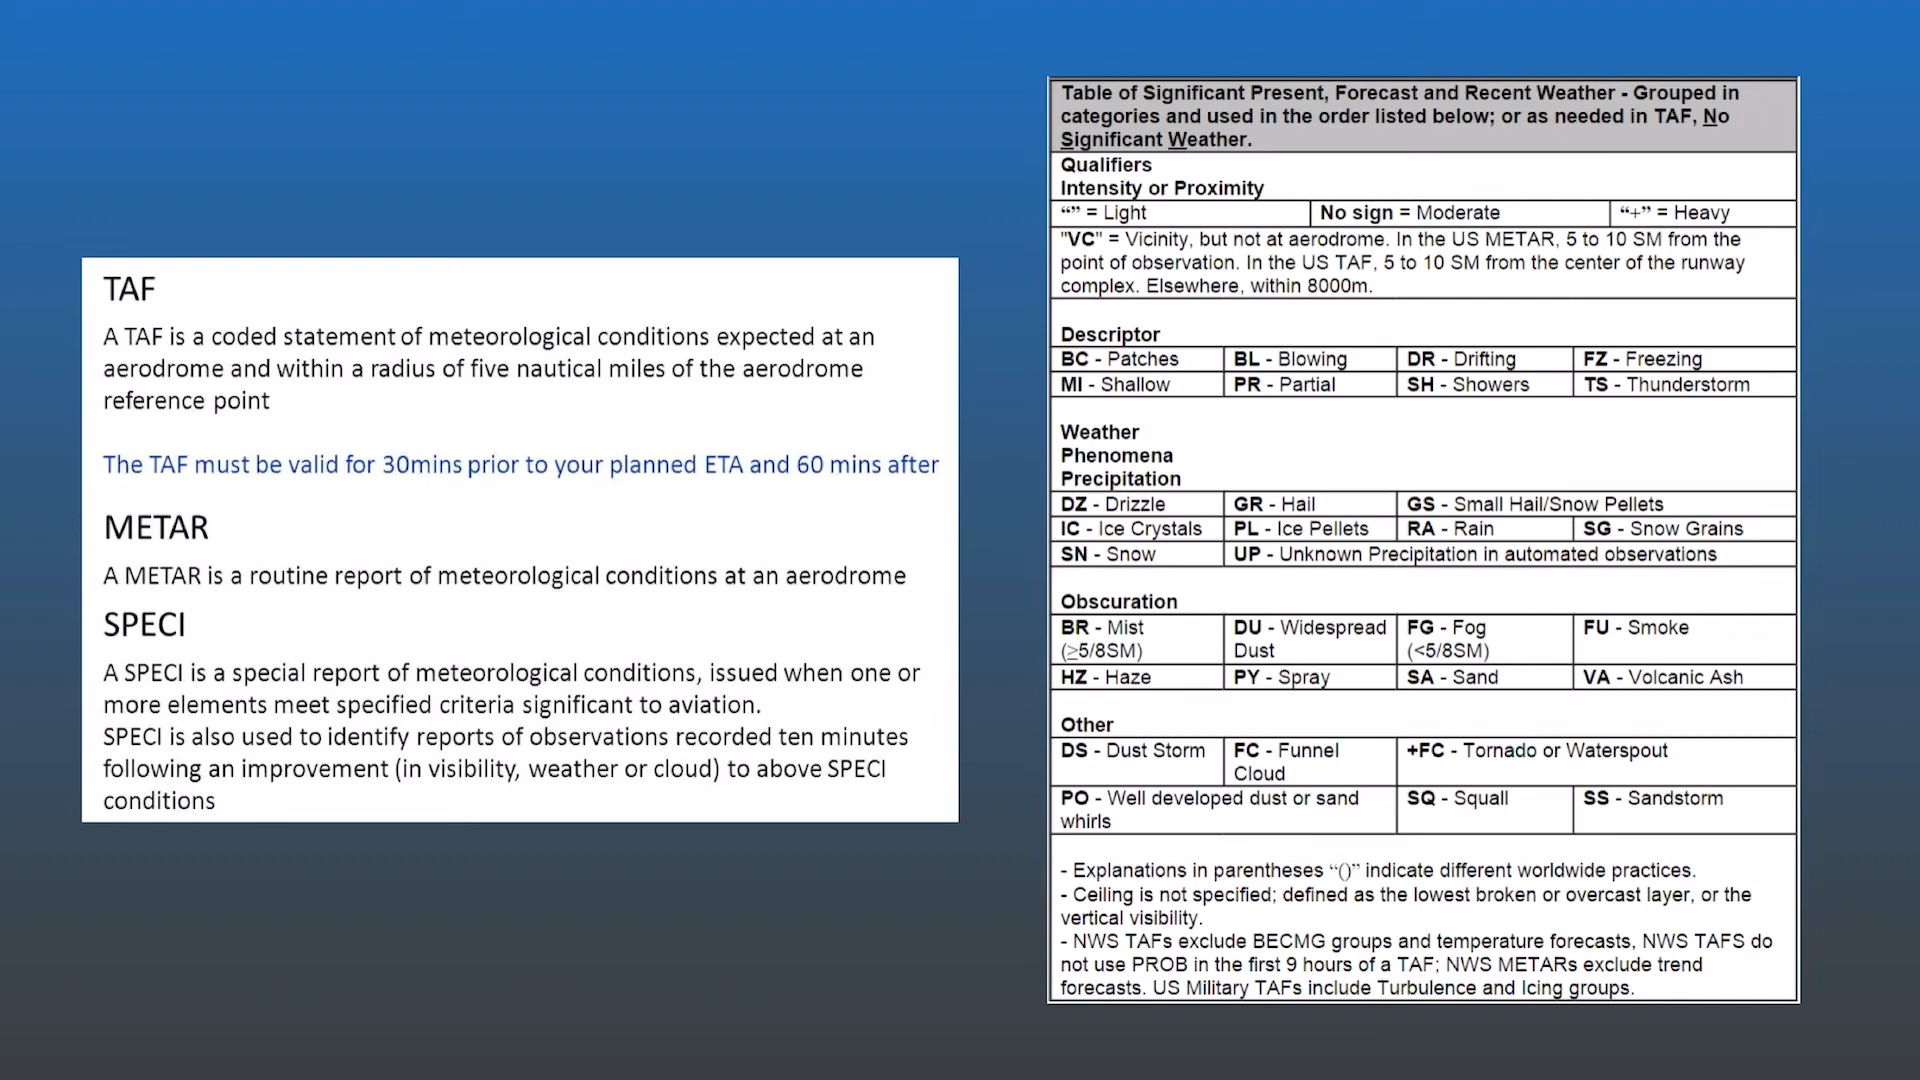 TAF
A TAF is a coded statement of meteorological conditions expected at an
aerodrome and within a radius of five nautical miles of the aerodrome
reference point
The TAF must be valid for 30mins prior to your planned ETA and 60 mins after
METAR
A METAR is a routine report of meteorological conditions at an aerodrome
SPECI
A SPECI is a special report of meteorological conditions, issued when one or
more elements meet specified criteria significant to aviation.
SPECI is also used to identify reports of observations recorded ten minutes
following an improvement (in visibility, weather or cloud) to above SPECI
conditions
Table of Significant Present, Forecast and Recent Weather - Grouped in
categories and used in the order listed below; or as needed in TAF, No
Significant Weather.
Qualifiers
Intensity or Proximity
“” = Light No sign = Moderate “+” = Heavy
"VC" = Vicinity, but not at aerodrome. In the US METAR, 5 to 10 SM from the
point of observation. In the US TAF, 5 to 10 SM from the center of the runway
complex. Elsewhere, within 8000m.
Descriptor
BC - Patches BL - Blowing DR - Drifting FZ - Freezing
MI - Shallow PR - Partial SH - Showers TS - Thunderstorm
Weather
Phenomena
Precipitation
DZ - Drizzle GR - Hail GS - Small Hail/Snow Pellets
IC - Ice Crystals PL - Ice Pellets RA - Rain SG - Snow Grains
SN - Snow UP - Unknown Precipitation in automated observations
Obscuration
BR - Mist DU - Widespread FG - Fog FU - Smoke
(≥5/8SM) Dust (<5/8SM)
HZ - Haze PY - Spray SA - Sand VA - Volcanic Ash
Other
DS - Dust Storm FC - Funnel +FC - Tornado or Waterspout
Cloud
PO - Well developed dust or sand SQ - Squall SS - Sandstorm
whirls
- Explanations in parentheses “()” indicate different worldwide practices.
- Ceiling is not specified; defined as the lowest broken or overcast layer, or the
vertical visibility.
- NWS TAFs exclude BECMG groups and temperature forecasts, NWS TAFS do
not use PROB in the first 9 hours of a TAF; NWS METARs exclude trend
forecasts. US Military TAFs include Turbulence and Icing groups.